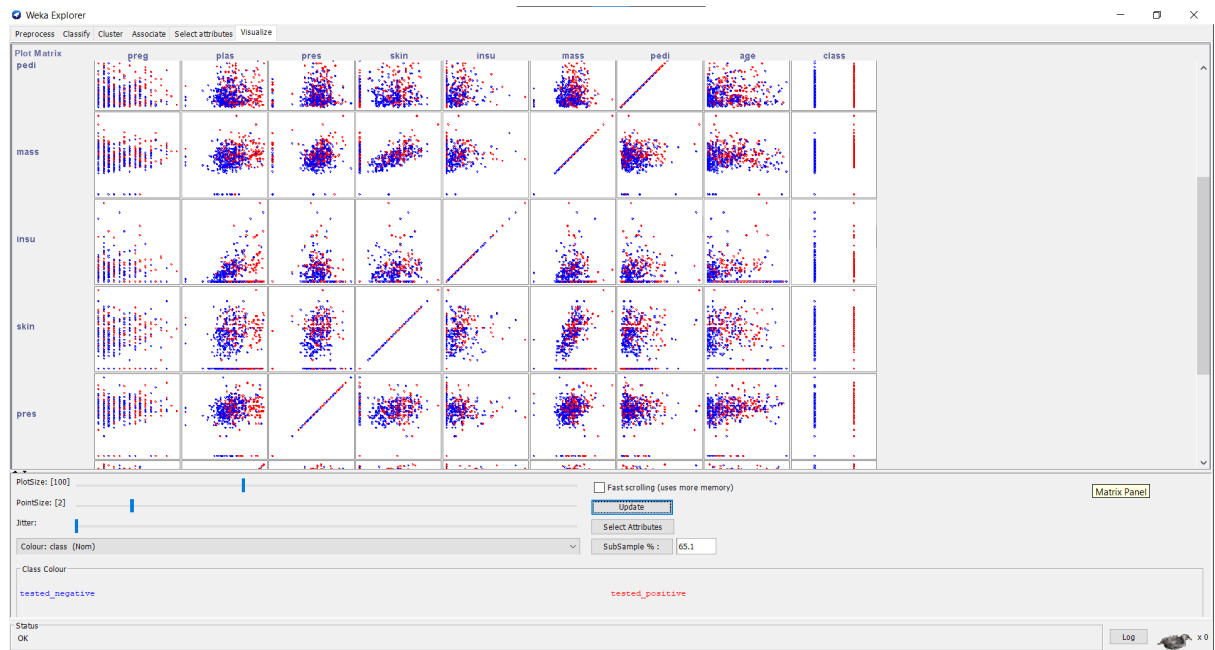 Weka Explorer
Preprocess Classify Cluster Associate Select attributes Visualize
Plot Matrix preg plas pres skin insu mass pedi age class
pedi
mass
insu
skin
pres
PlotSize: [100]
Fast scrolling (uses more memory)
Matrix Panel
PointSize: [2]
Update
Jitter:
Select Attributes
Colour: class (Nom)
SubSample % : 65.1
Class Colour
tested_negative tested_positive
Status
OK
Log x 0